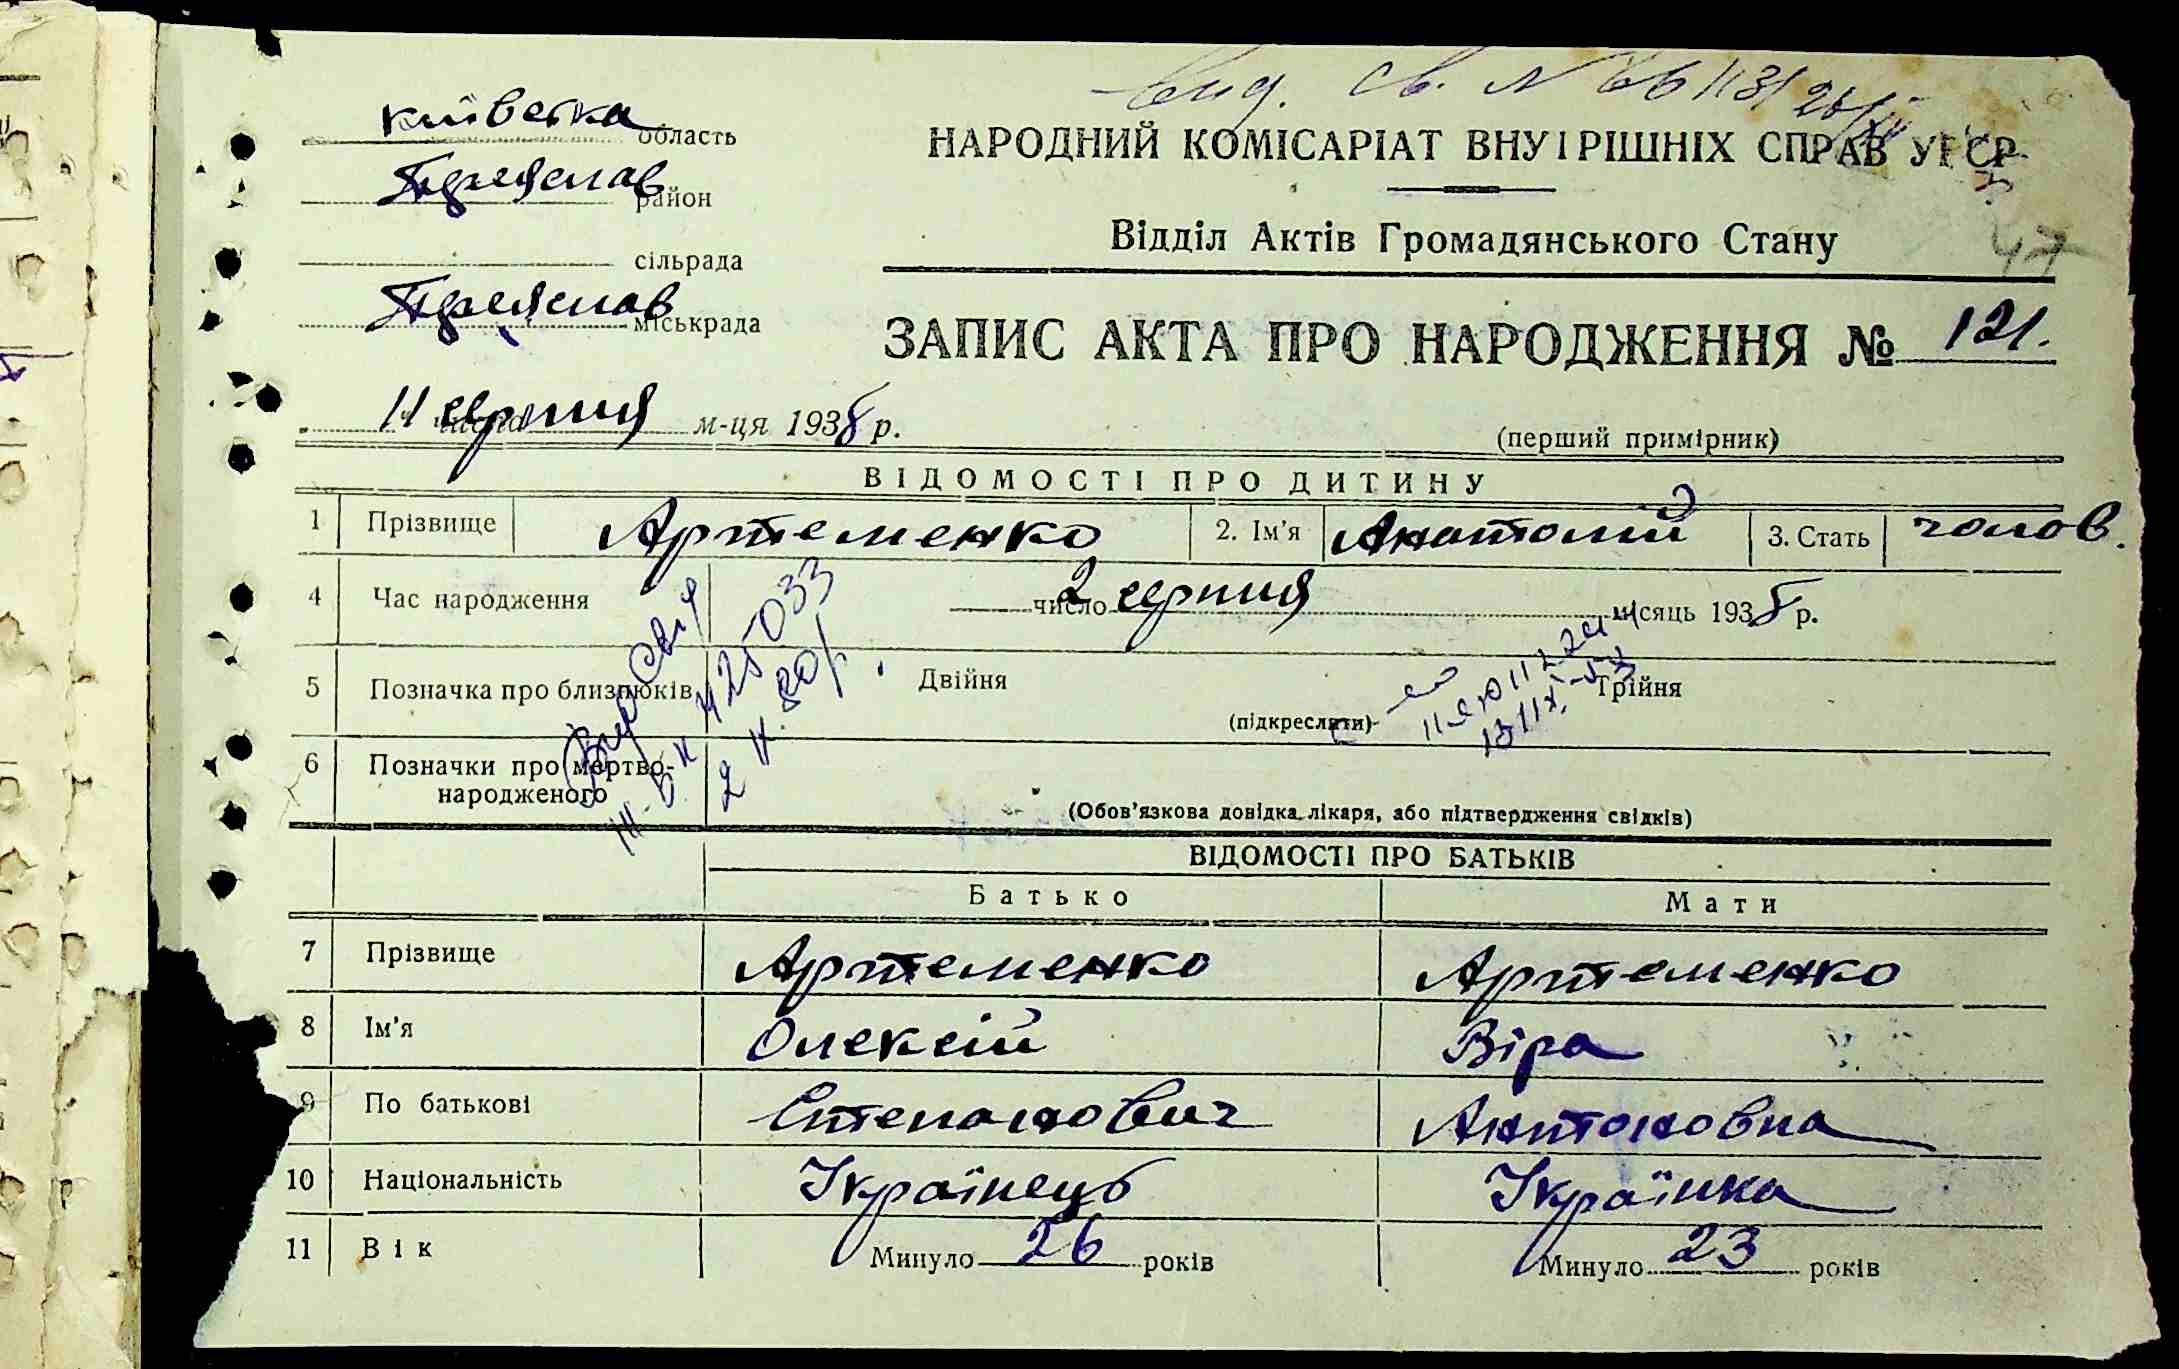 київська область
Переяслав район
сільрада
Переяслав міськрада
НАРОДНИЙ КОМІСАРІАТ ВНУТРІШНІХ СПРАВ УРСР
47
Відділ Актів Громадянського Стану
ЗАПИС АКТА ПРО НАРОДЖЕННЯ № 121.
11 числа серпня м-ця 1938 р.
(перший примірник)
ВІДОМОСТІ ПРО ДИТИНУ
1 Прізвище Артеменко 2. Ім'я Анатолій 3. Стать чолов.
4 Час народження 2 число серпня місяць 1938 р.
5 Позначка про близнюків Двійня Трійня
(підкреслити)
6 Позначки про мертво-
народженого
(Обов'язкова довідка лікаря, або підтвердження свідків)
ВІДОМОСТІ ПРО БАТЬКІВ
Батько Мати
7 Прізвище Артеменко Артеменко
8 Ім'я Олексій Віра
9 По батькові Степанович Антоновна
10 Національність Українець Українка
11 Вік Минуло 26 років Минуло 23 років